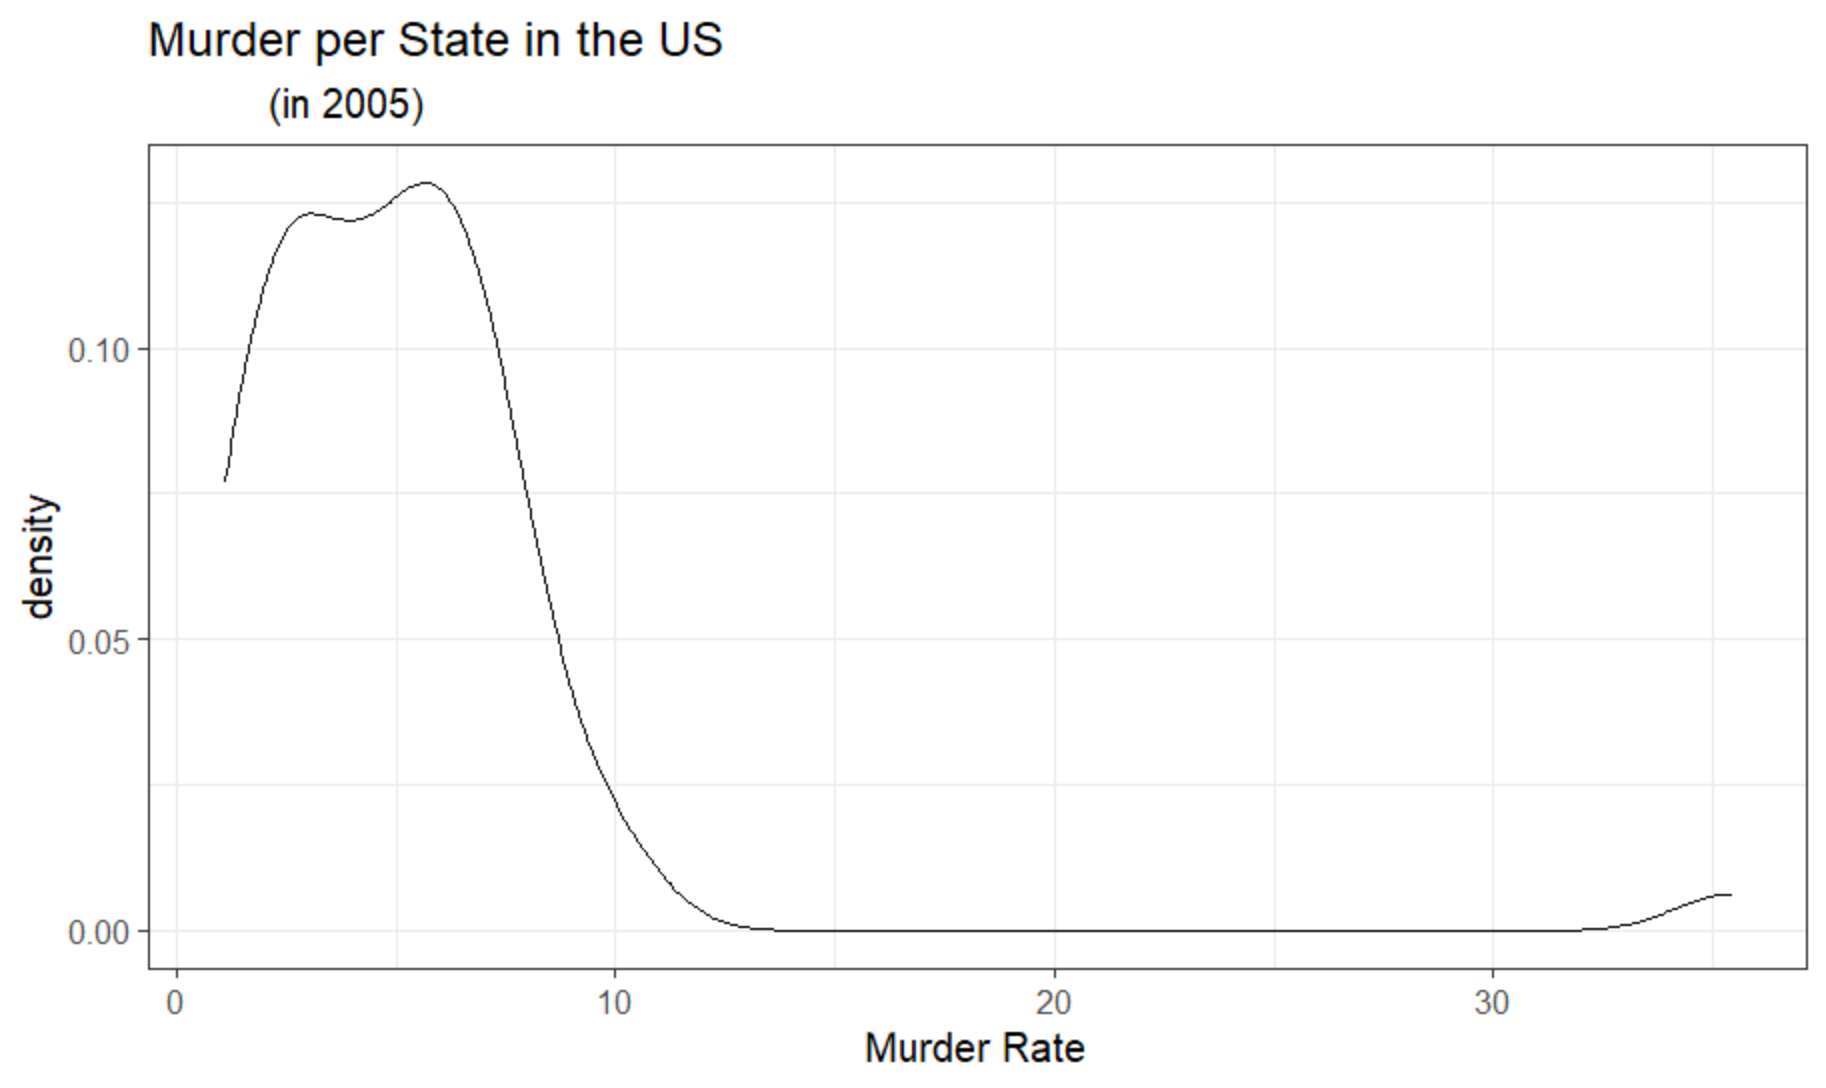 Murder per State in the US
(in 2005)
density
0.10
0.05
0.00
0 10 20 30
Murder Rate